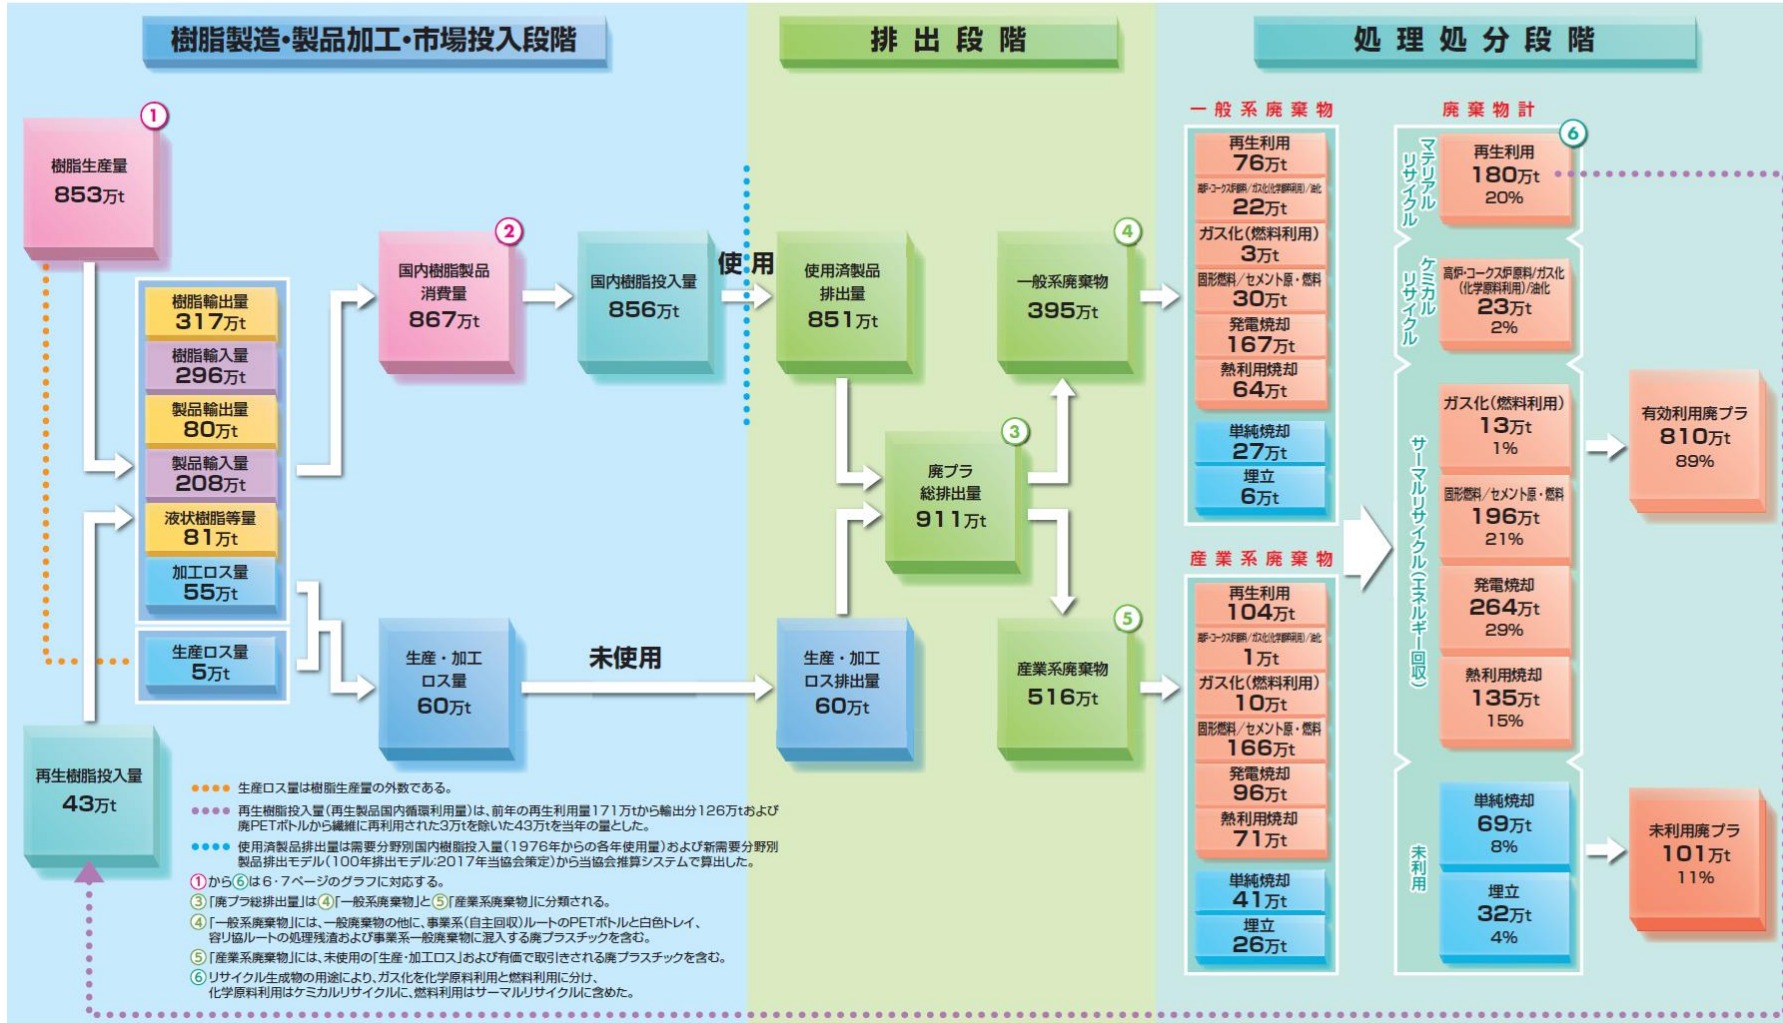 樹脂製造・製品加工・市場投入段階
排出段階
処理処分段階
①
樹脂生産量
853万t
樹脂輸出量
317万t
樹脂輸入量
296万t
製品輸出量
80万t
製品輸入量
208万t
液状樹脂等量
81万t
加工ロス量
55万t
生産ロス量
5万t
再生樹脂投入量
43万t
②
国内樹脂製品
消費量
867万t
国内樹脂投入量
856万t
使用
生産・加工
ロス量
60万t
未使用
使用済製品
排出量
851万t
生産・加工
ロス排出量
60万t
③
廃プラ
総排出量
911万t
④
一般系廃棄物
395万t
⑤
産業系廃棄物
516万t
一般系廃棄物
再生利用
76万t
高炉・コークス炉原料/ガス化(化学原料利用)/油化
22万t
ガス化(燃料利用)
3万t
固形燃料/セメント原・燃料
30万t
発電焼却
167万t
熱利用焼却
64万t
単純焼却
27万t
埋立
6万t
産業系廃棄物
再生利用
104万t
高炉・コークス炉原料/ガス化(化学原料利用)/油化
1万t
ガス化(燃料利用)
10万t
固形燃料/セメント原・燃料
166万t
発電焼却
96万t
熱利用焼却
71万t
単純焼却
41万t
埋立
26万t
廃棄物計
⑥
マテリアル
リサイクル
再生利用
180万t
20%
ケミカル
リサイクル
高炉・コークス炉原料/ガス化
(化学原料利用)/油化
23万t
2%
サーマルリサイクル(エネルギー回収)
ガス化(燃料利用)
13万t
1%
固形燃料/セメント原・燃料
196万t
21%
発電焼却
264万t
29%
熱利用焼却
135万t
15%
未利用
単純焼却
69万t
8%
埋立
32万t
4%
有効利用廃プラ
810万t
89%
未利用廃プラ
101万t
11%
生産ロス量は樹脂生産量の外数である。
再生樹脂投入量(再生製品国内循環利用量)は、前年の再生利用量171万tから輸出分126万tおよび
廃PETボトルから繊維に再利用された3万tを除いた43万tを当年の量とした。
使用済製品排出量は需要分野別国内樹脂投入量(1976年からの各年使用量)および新需要分野別
製品排出モデル(100年排出モデル:2017年当協会策定)から当協会推算システムで算出した。
①から⑥は6・7ページのグラフに対応する。
③「廃プラ総排出量」は④「一般系廃棄物」と⑤「産業系廃棄物」に分類される。
④「一般系廃棄物」には、一般廃棄物の他に、事業系(自主回収)ルートのPETボトルと白色トレイ、
容リ協ルートの処理残渣および事業系一般廃棄物に混入する廃プラスチックを含む。
⑤「産業系廃棄物」には、未使用の「生産・加工ロス」および有価で取引きされる廃プラスチックを含む。
⑥リサイクル生成物の用途により、ガス化を化学原料利用と燃料利用に分け、
化学原料利用はケミカルリサイクルに、燃料利用はサーマルリサイクルに含めた。